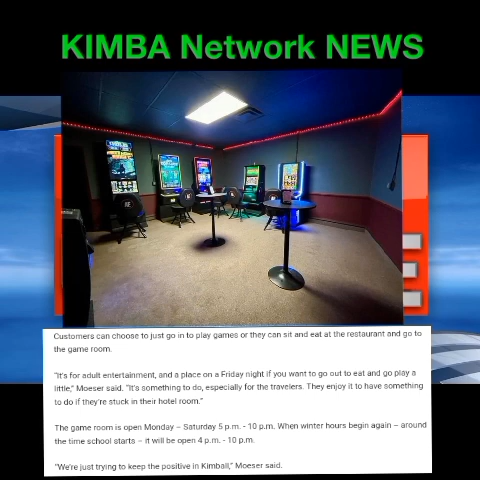 KIMBA Network NEWS
Customers can choose to just go in to play games or they can sit and eat at the restaurant and go to
the game room.
"It's for adult entertainment, and a place on a Friday night if you want to go out to eat and go play a
little," Moeser said. "It's something to do, especially for the travelers. They enjoy it to have something
to do if they're stuck in their hotel room."
The game room is open Monday – Saturday 5 p.m. - 10 p.m. When winter hours begin again – around
the time school starts – it will be open 4 p.m. - 10 p.m.
"We're just trying to keep the positive in Kimball," Moeser said.